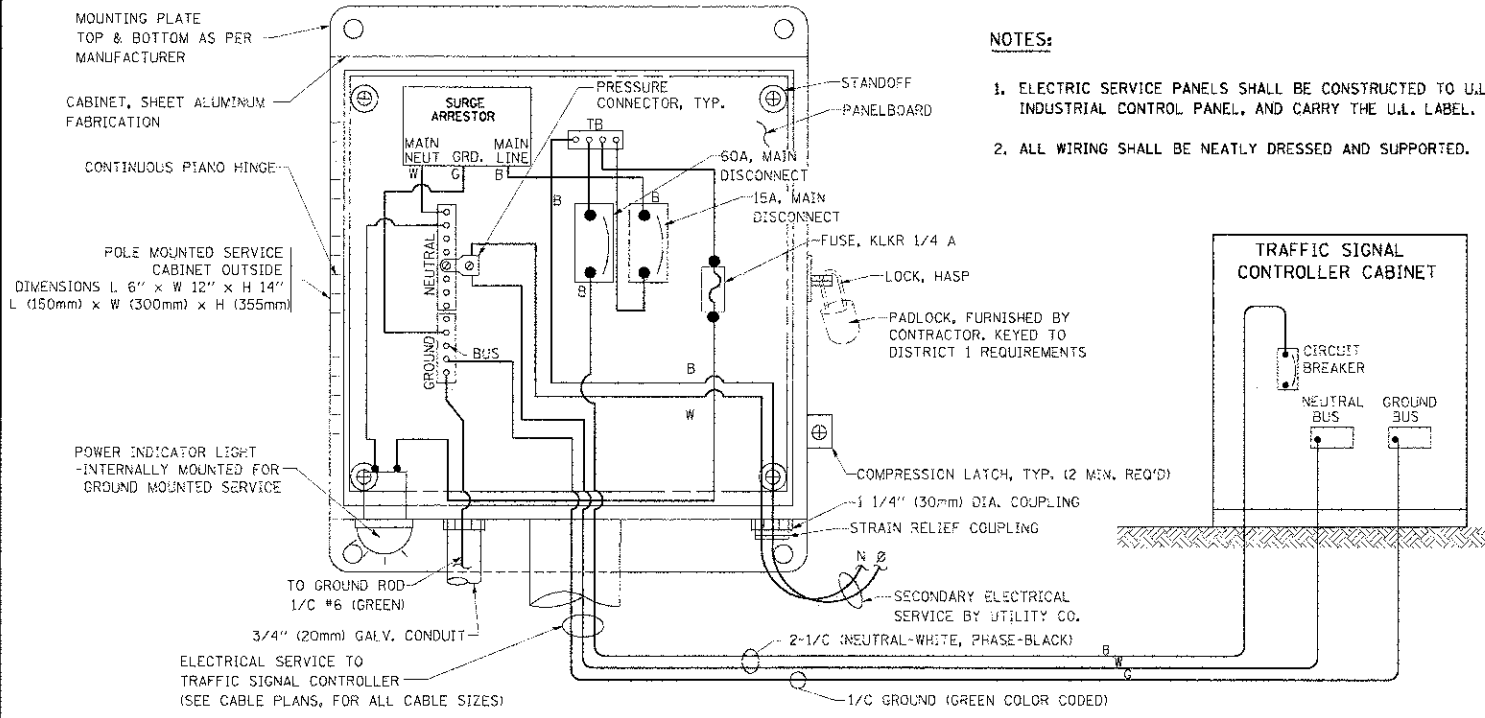 MOUNTING PLATE
TOP & BOTTOM AS PER
MANUFACTURER
CABINET, SHEET ALUMINUM
FABRICATION
CONTINUOUS PIANO HINGE
POLE MOUNTED SERVICE
CABINET OUTSIDE
DIMENSIONS L 6" x W 12" x H 14"
L (150mm) x W (300mm) x H (355mm)
POWER INDICATOR LIGHT
-INTERNALLY MOUNTED FOR
GROUND MOUNTED SERVICE
TO GROUND ROD
1/C #6 (GREEN)
3/4" (20mm) GALV. CONDUIT
ELECTRICAL SERVICE TO
TRAFFIC SIGNAL CONTROLLER
(SEE CABLE PLANS, FOR ALL CABLE SIZES)
SURGE
ARRESTOR
MAIN
NEUT
GRD.
MAIN
LINE
W
G
B
PRESSURE
CONNECTOR, TYP.
TB
NEUTRAL
GROUND
BUS
B
B
B
B
W
STANDOFF
PANELBOARD
60A, MAIN
DISCONNECT
15A, MAIN
DISCONNECT
FUSE, KLKR 1/4 A
LOCK, HASP
PADLOCK, FURNISHED BY
CONTRACTOR. KEYED TO
DISTRICT 1 REQUIREMENTS
COMPRESSION LATCH, TYP. (2 MIN. REQ'D)
1 1/4" (30mm) DIA. COUPLING
STRAIN RELIEF COUPLING
N Ø
SECONDARY ELECTRICAL
SERVICE BY UTILITY CO.
2-1/C (NEUTRAL-WHITE, PHASE-BLACK)
B
W
G
1/C GROUND (GREEN COLOR CODED)
NOTES:
1. ELECTRIC SERVICE PANELS SHALL BE CONSTRUCTED TO U.L
INDUSTRIAL CONTROL PANEL, AND CARRY THE U.L. LABEL.
2. ALL WIRING SHALL BE NEATLY DRESSED AND SUPPORTED.
TRAFFIC SIGNAL
CONTROLLER CABINET
CIRCUIT
BREAKER
NEUTRAL
BUS
GROUND
BUS